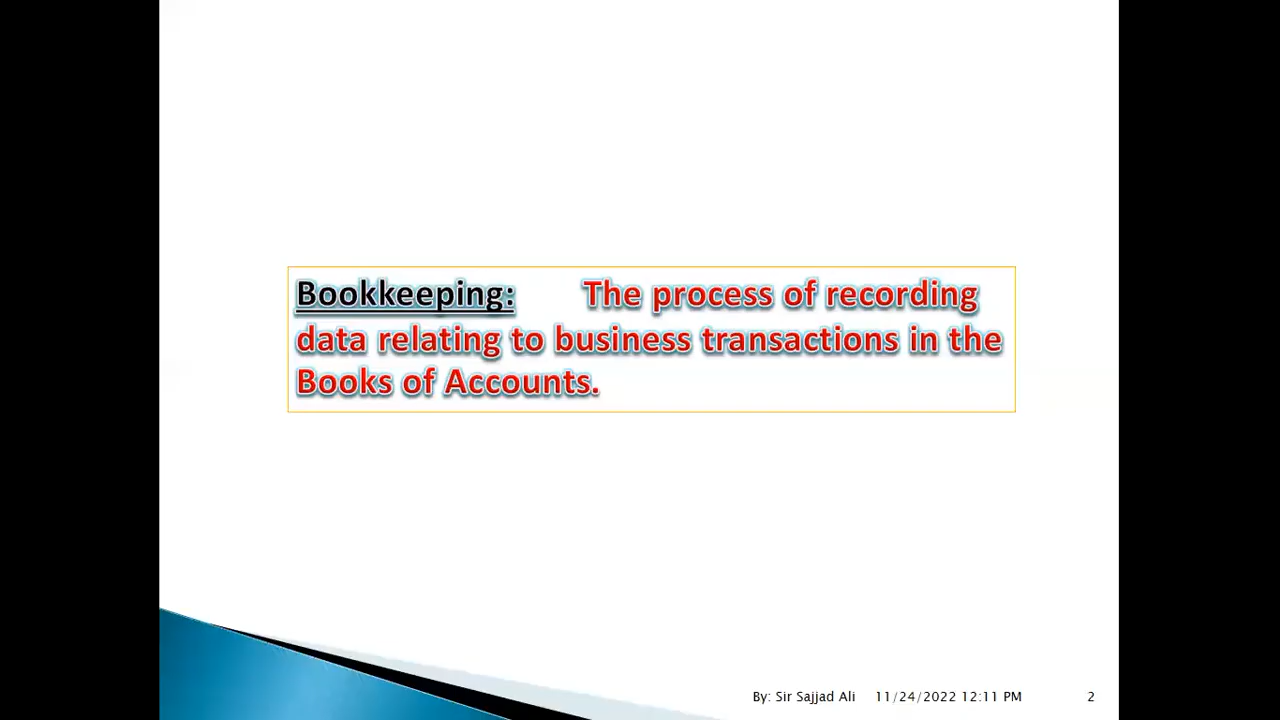 Bookkeeping: The process of recording
data relating to business transactions in the
Books of Accounts.
By: Sir Sajjad Ali 11/24/2022 12:11 PM 2